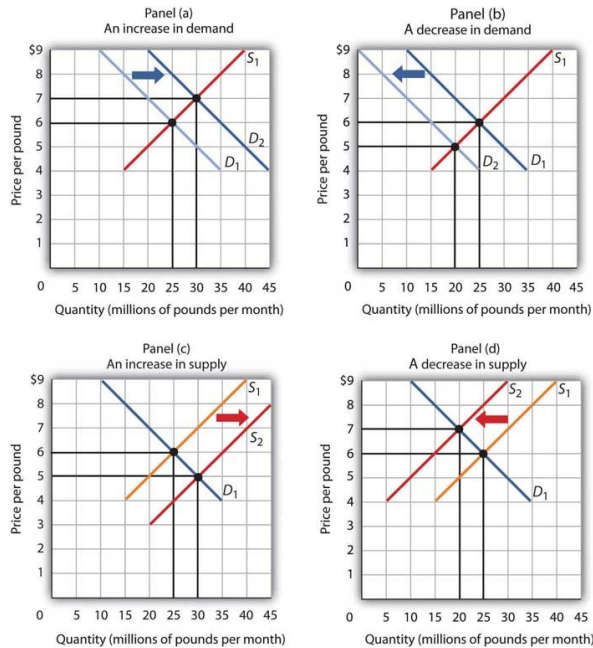 Panel (a)
An increase in demand
$9
8
7
6
5
4
3
2
1
0 5 10 15 20 25 30 35 40 45
S1
D2
D1
Price per pound
Quantity (millions of pounds per month)
Panel (b)
A decrease in demand
$9
8
7
6
5
4
3
2
1
0 5 10 15 20 25 30 35 40 45
S1
D2
D1
Price per pound
Quantity (millions of pounds per month)
Panel (c)
An increase in supply
$9
8
7
6
5
4
3
2
1
0 5 10 15 20 25 30 35 40 45
S1
S2
D1
Price per pound
Quantity (millions of pounds per month)
Panel (d)
A decrease in supply
$9
8
7
6
5
4
3
2
1
0 5 10 15 20 25 30 35 40 45
S2
S1
D1
Price per pound
Quantity (millions of pounds per month)